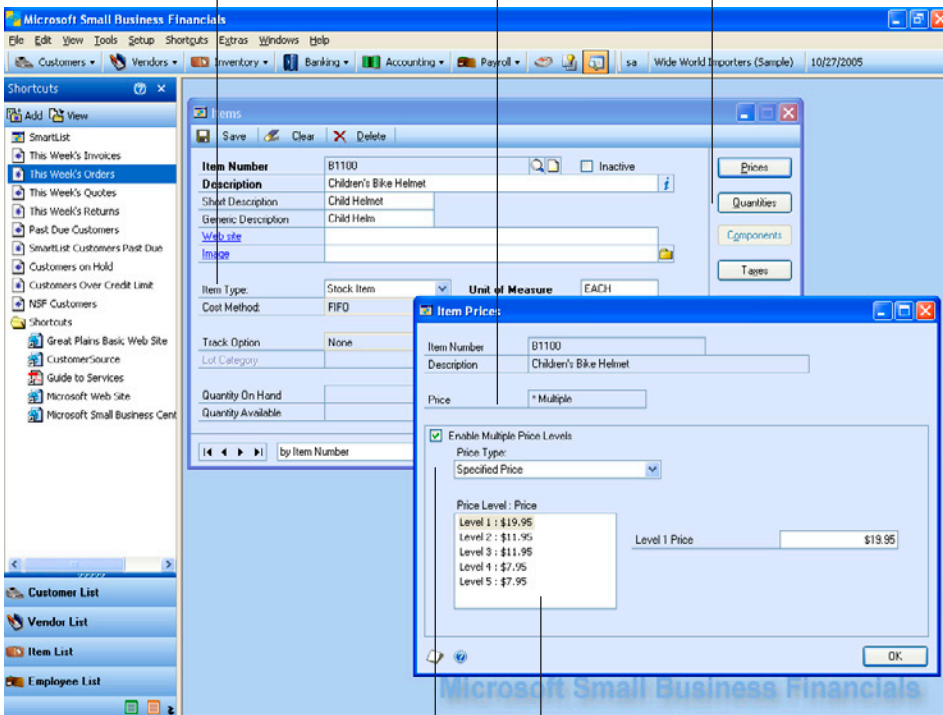 Microsoft Small Business Financials
File Edit View Tools Setup Shortcuts Extras Windows Help
Customers Vendors Inventory Banking Accounting Payroll sa Wide World Importers (Sample) 10/27/2005
Shortcuts
Add View
SmartList
This Week's Invoices
This Week's Orders
This Week's Quotes
This Week's Returns
Past Due Customers
SmartList Customers Past Due
Customers on Hold
Customers Over Credit Limit
NSF Customers
Shortcuts
Great Plains Basic Web Site
CustomerSource
Guide to Services
Microsoft Web Site
Microsoft Small Business Cent
Customer List
Vendor List
Item List
Employee List
Items
Save Clear Delete
Item Number B1100 Inactive
Description Children's Bike Helmet
Short Description Child Helmet
Generic Description Child Helm
Web site
Image
Item Type: Stock Item Unit of Measure EACH
Cost Method: FIFO
Track Option None
Lot Category
Quantity On Hand
Quantity Available
by Item Number
Prices
Quantities
Components
Taxes
Item Prices
Item Number B1100
Description Children's Bike Helmet
Price * Multiple
Enable Multiple Price Levels
Price Type:
Specified Price
Price Level : Price
Level 1 : $19.95
Level 2 : $11.95
Level 3 : $11.95
Level 4 : $7.95
Level 5 : $7.95
Level 1 Price $19.95
OK
Microsoft Small Business Financials